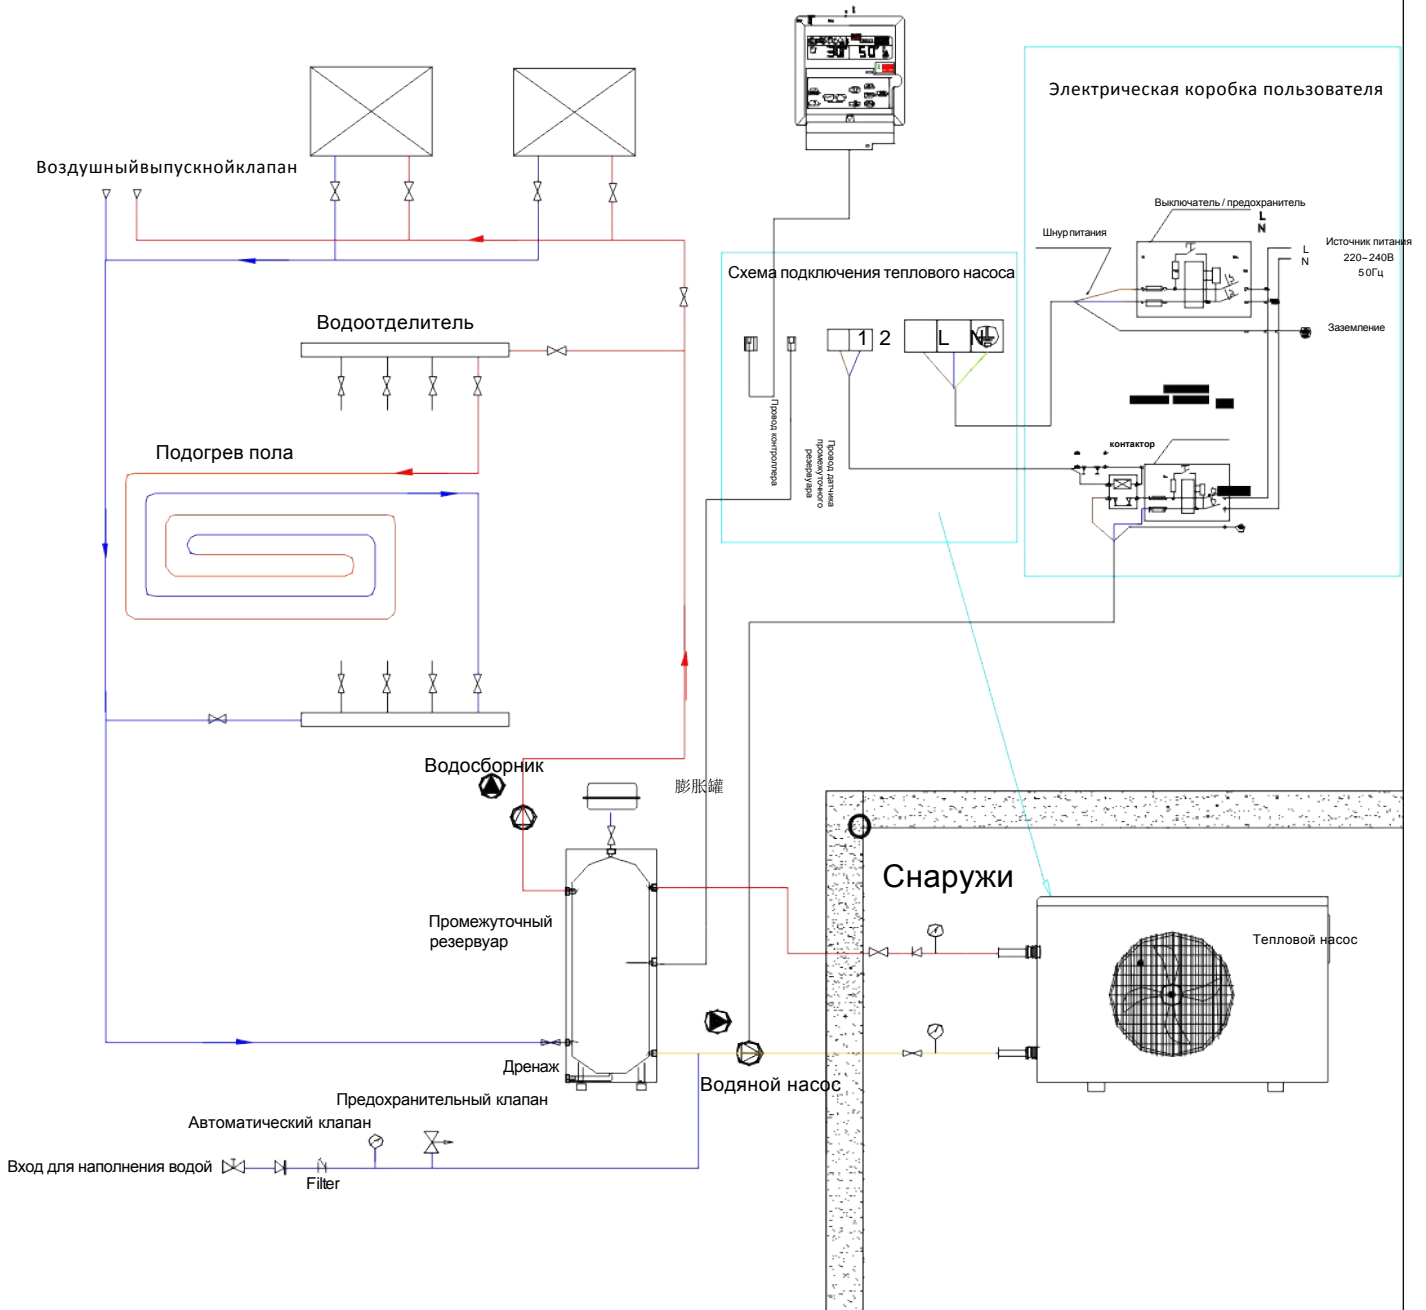 30
50
Электрическая коробка пользователя
Воздушныйвыпускнойклапан
Выключатель / предохранитель
L
N
Шнур питания
L
N
Источник питания
220~240В
50Гц
Схема подключения теплового насоса
Водоотделитель
1 2
L N
Заземление
Провод контроллера
Провод датчика
промежуточного
резервуара
контактор
Подогрев пола
Водосборник
膨胀罐
Снаружи
Промежуточный
резервуар
Тепловой насос
Дренаж
Водяной насос
Предохранительный клапан
Автоматический клапан
Вход для наполнения водой
Filter